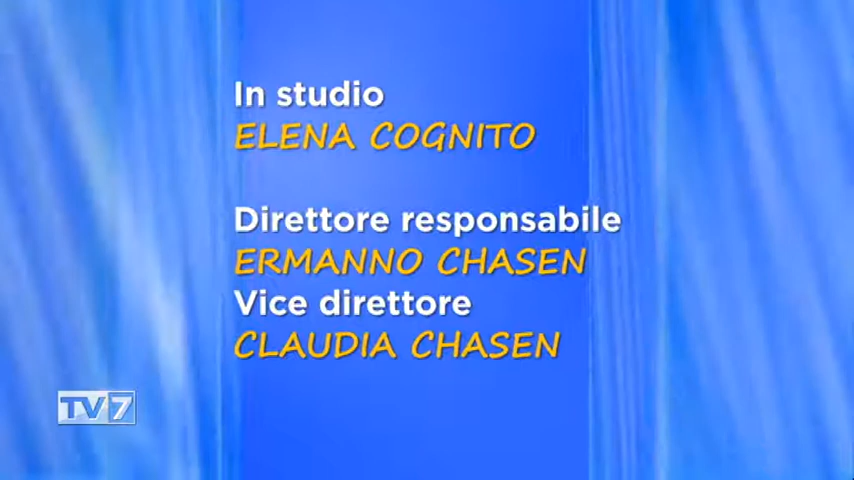 In studio
ELENA COGNITO
Direttore responsabile
ERMANNO CHASEN
Vice direttore
CLAUDIA CHASEN
TV7